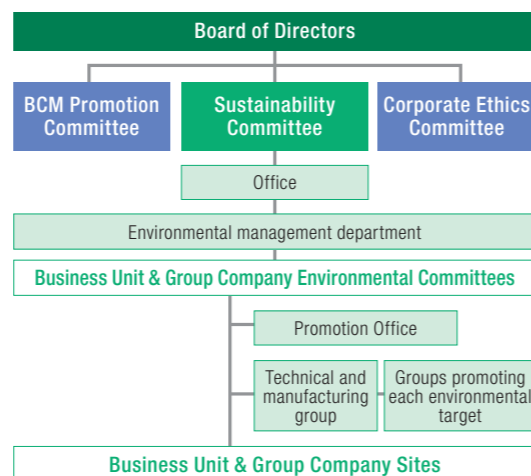 Board of Directors
BCM Promotion
Committee
Sustainability
Committee
Corporate Ethics
Committee
Office
Environmental management department
Business Unit & Group Company Environmental Committees
Promotion Office
Technical and
manufacturing
group
Groups promoting
each environmental
target
Business Unit & Group Company Sites